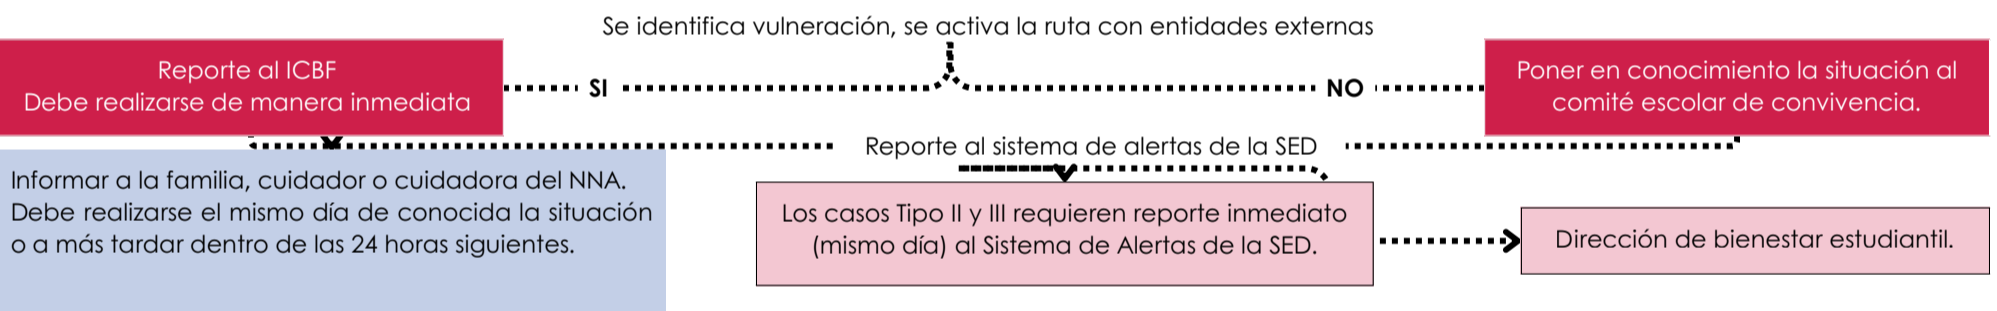 Se identifica vulneración, se activa la ruta con entidades externas
Reporte al ICBF
Debe realizarse de manera inmediata
SI
NO
Poner en conocimiento la situación al
comité escolar de convivencia.
Reporte al sistema de alertas de la SED
Informar a la familia, cuidador o cuidadora del NNA.
Debe realizarse el mismo día de conocida la situación
o a más tardar dentro de las 24 horas siguientes.
Los casos Tipo II y III requieren reporte inmediato
(mismo día) al Sistema de Alertas de la SED.
Dirección de bienestar estudiantil.